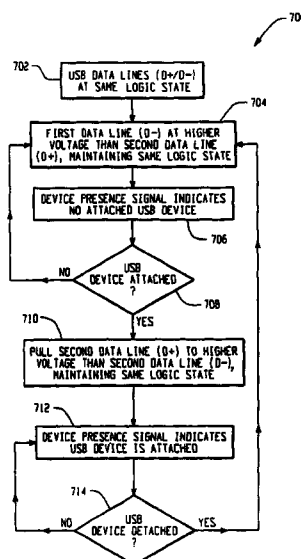 70
702
USB DATA LINES (D+/D-)
AT SAME LOGIC STATE
704
FIRST DATA LINE (D-) AT HIGHER
VOLTAGE THAN SECOND DATA LINE
(D+), MAINTAINING SAME LOGIC STATE
DEVICE PRESENCE SIGNAL INDICATES
NO ATTACHED USB DEVICE
706
NO
USB
DEVICE ATTACHED
?
708
YES
710
PULL SECOND DATA LINE (D+) TO HIGHER
VOLTAGE THAN SECOND DATA LINE (D-),
MAINTAINING SAME LOGIC STATE
712
DEVICE PRESENCE SIGNAL INDICATES
USB DEVICE IS ATTACHED
714
NO
USB
DEVICE DETACHED
?
YES